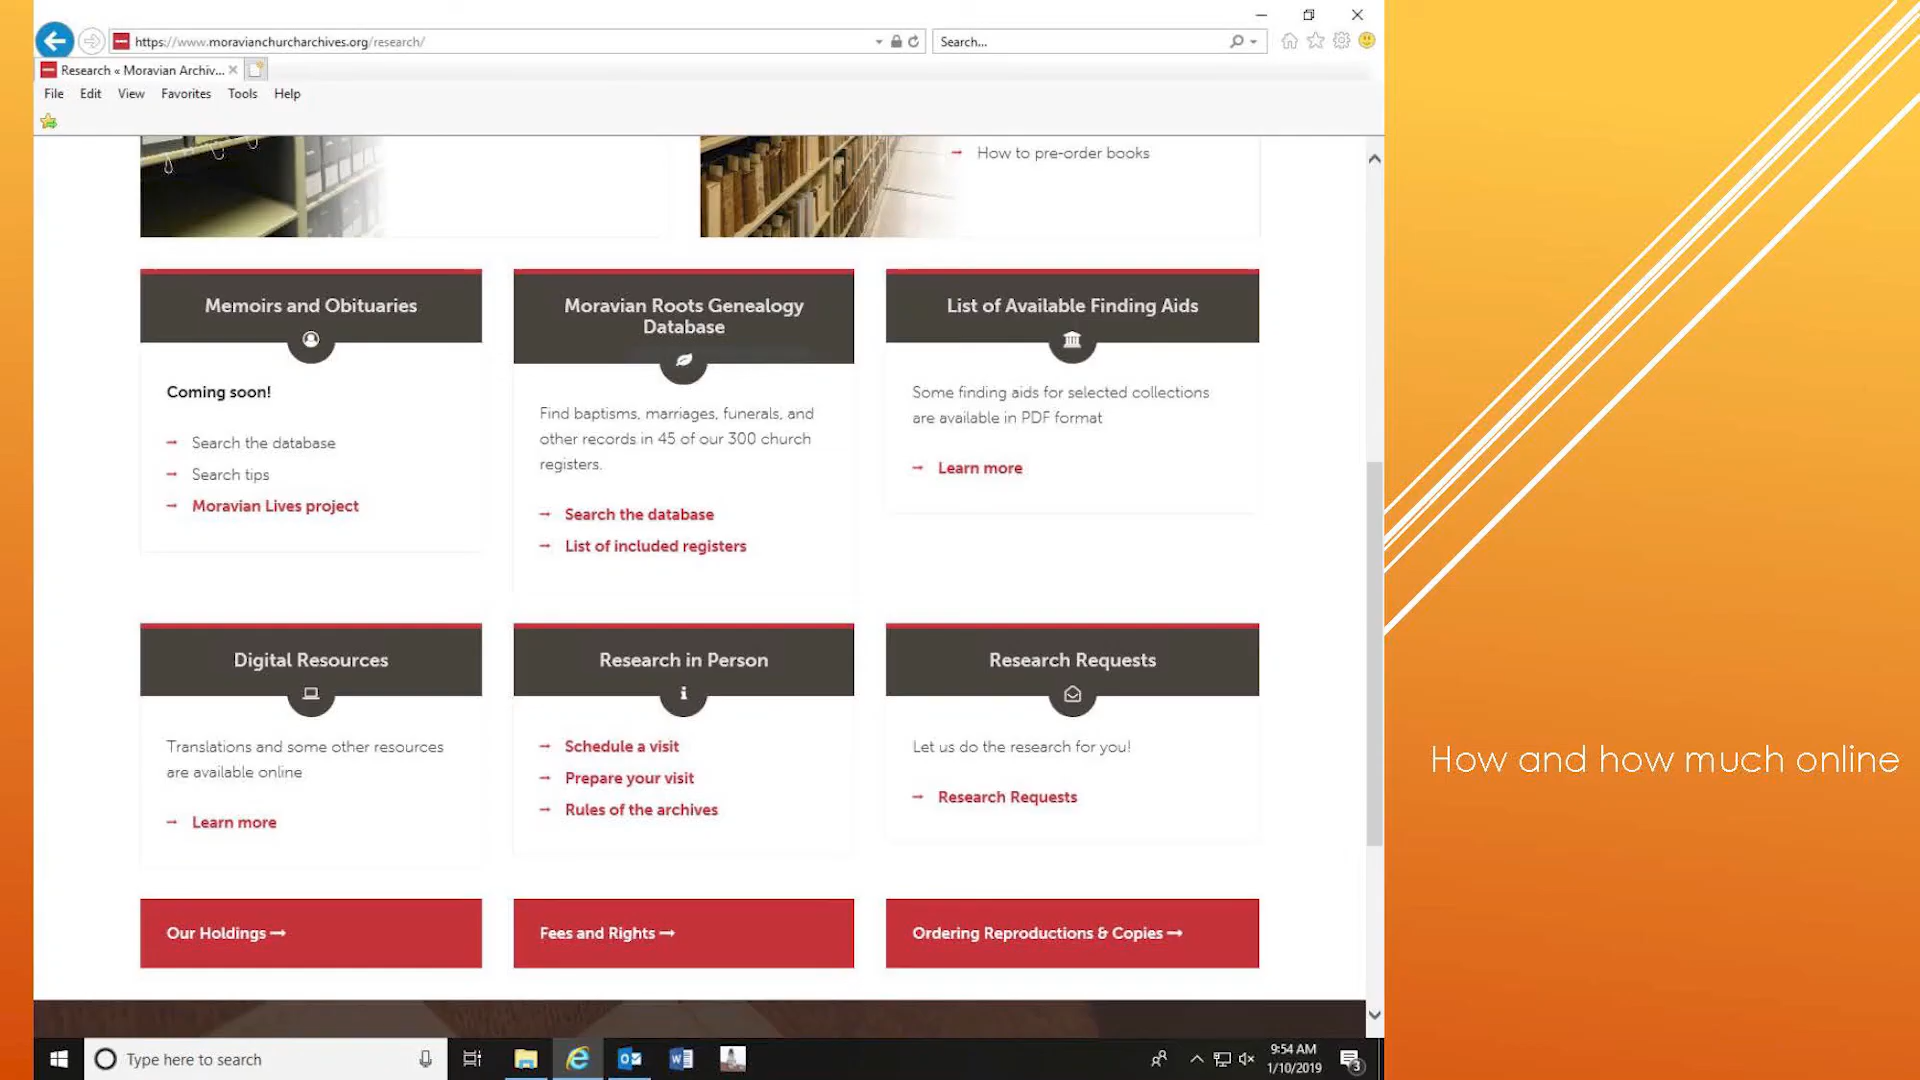 https://www.moravianchurcharchives.org/research/
Search...
Research « Moravian Archiv...
File Edit View Favorites Tools Help
How to pre-order books
Memoirs and Obituaries
Coming soon!
Search the database
Search tips
Moravian Lives project
Moravian Roots Genealogy
Database
Find baptisms, marriages, funerals, and
other records in 45 of our 300 church
registers.
Search the database
List of included registers
List of Available Finding Aids
Some finding aids for selected collections
are available in PDF format
Learn more
Digital Resources
Translations and some other resources
are available online
Learn more
Research in Person
Schedule a visit
Prepare your visit
Rules of the archives
Research Requests
Let us do the research for you!
Research Requests
Our Holdings
Fees and Rights
Ordering Reproductions & Copies
How and how much online
Type here to search
9:54 AM
1/10/2019
3